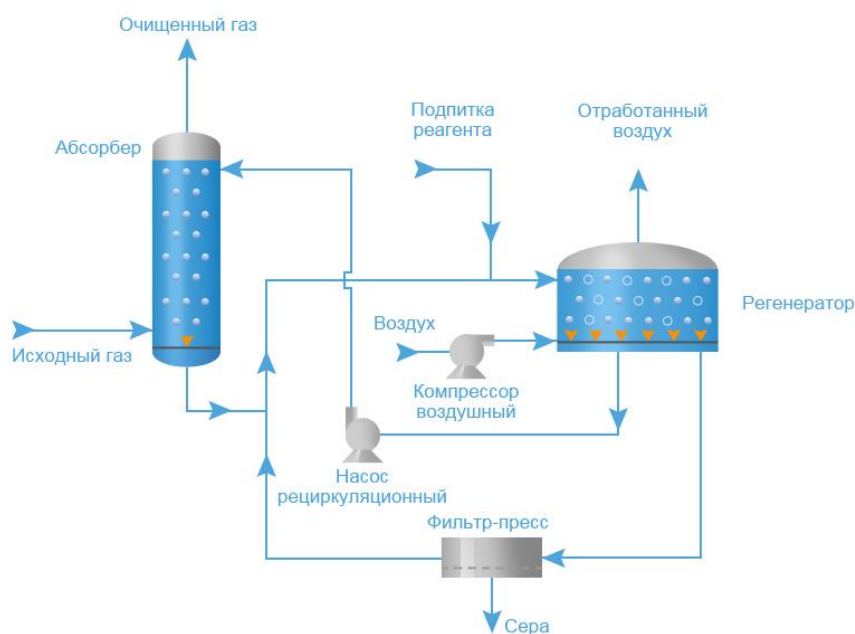 Очищенный газ
Абсорбер
Подпитка
реагента
Отработанный
воздух
Исходный газ
Воздух
Регенератор
Компрессор
воздушный
Насос
рециркуляционный
Фильтр-пресс
Сера